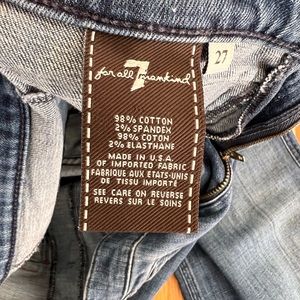 7
for all mankind
27
98% COTTON
2% SPANDEX
98% COTON
2% ELASTHANE
MADE IN U.S.A.
OF IMPORTED FABRIC
FABRIQUE AUX ETATS-UNIS
DE TISSU IMPORTÉ
SEE CARE ON REVERSE
REVERS SUR LE SOINS